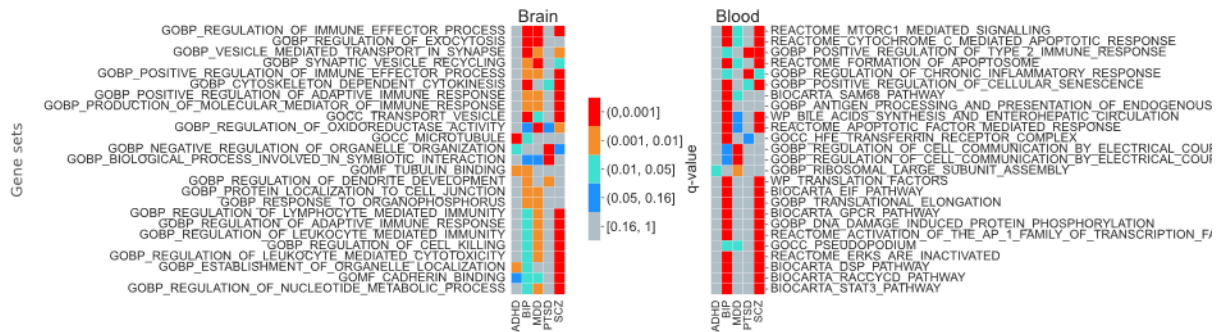 Brain
Blood
Gene sets
GOBP_REGULATION_OF_IMMUNE_EFFECTOR_PROCESS
GOBP_REGULATION_OF_EXOCYTOSIS
GOBP_VESICLE_MEDIATED_TRANSPORT_IN_SYNAPSE
GOBP_SYNAPTIC_VESICLE_RECYCLING
GOBP_POSITIVE_REGULATION_OF_IMMUNE_EFFECTOR_PROCESS
GOBP_CYTOSKELETON_DEPENDENT_CYTOKINESIS
GOBP_POSITIVE_REGULATION_OF_ADAPTIVE_IMMUNE_RESPONSE
GOBP_PRODUCTION_OF_MOLECULAR_MEDIATOR_OF_IMMUNE_RESPONSE
GOCC_TRANSPORT_VESICLE
GOBP_REGULATION_OF_OXIDOREDUCTASE_ACTIVITY
GOCC_MICROTUBULE
GOBP_NEGATIVE_REGULATION_OF_ORGANELLE_ORGANIZATION
GOBP_BIOLOGICAL_PROCESS_INVOLVED_IN_SYMBIOTIC_INTERACTION
GOMF_TUBULIN_BINDING
GOBP_REGULATION_OF_DENDRITE_DEVELOPMENT
GOBP_PROTEIN_LOCALIZATION_TO_CELL_JUNCTION
GOBP_RESPONSE_TO_ORGANOPHOSPHORUS
GOBP_REGULATION_OF_LYMPHOCYTE_MEDIATED_IMMUNITY
GOBP_REGULATION_OF_ADAPTIVE_IMMUNE_RESPONSE
GOBP_REGULATION_OF_LEUKOCYTE_MEDIATED_IMMUNITY
GOBP_REGULATION_OF_CELL_KILLING
GOBP_REGULATION_OF_LEUKOCYTE_MEDIATED_CYTOTOXICITY
GOBP_ESTABLISHMENT_OF_ORGANELLE_LOCALIZATION
GOMF_CADHERIN_BINDING
GOBP_REGULATION_OF_NUCLEOTIDE_METABOLIC_PROCESS
ADHD
BIP
MDD
PTSD
SCZ
(0,0.001]
(0.001, 0.01]
(0.01, 0.05]
(0.05, 0.16]
[0.16, 1]
q-value
REACTOME_MTORC1_MEDIATED_SIGNALLING
REACTOME_CYTOCHROME_C_MEDIATED_APOPTOTIC_RESPONSE
GOBP_POSITIVE_REGULATION_OF_TYPE_2_IMMUNE_RESPONSE
REACTOME_FORMATION_OF_APOPTOSOME
GOBP_REGULATION_OF_CHRONIC_INFLAMMATORY_RESPONSE
GOBP_POSITIVE_REGULATION_OF_CELLULAR_SENESCENCE
BIOCARTA_SAM68_PATHWAY
GOBP_ANTIGEN_PROCESSING_AND_PRESENTATION_OF_ENDOGENOUS
WP_BILE_ACIDS_SYNTHESIS_AND_ENTEROHEPATIC_CIRCULATION
REACTOME_APOPTOTIC_FACTOR_MEDIATED_RESPONSE
GOCC_HFE_TRANSFERRIN_RECEPTOR_COMPLEX
GOBP_REGULATION_OF_CELL_COMMUNICATION_BY_ELECTRICAL_COUP
GOBP_REGULATION_OF_CELL_COMMUNICATION_BY_ELECTRICAL_COUP
GOBP_RIBOSOMAL_LARGE_SUBUNIT_ASSEMBLY
WP_TRANSLATION_FACTORS
BIOCARTA_EIF_PATHWAY
GOBP_TRANSLATIONAL_ELONGATION
BIOCARTA_GPCR_PATHWAY
GOBP_DNA_DAMAGE_INDUCED_PROTEIN_PHOSPHORYLATION
REACTOME_ACTIVATION_OF_THE_AP_1_FAMILY_OF_TRANSCRIPTION_FA
GOCC_PSEUDOPODIUM
REACTOME_ERKS_ARE_INACTIVATED
BIOCARTA_DSP_PATHWAY
BIOCARTA_RACCYCD_PATHWAY
BIOCARTA_STAT3_PATHWAY
ADHD
BIP
MDD
PTSD
SCZ